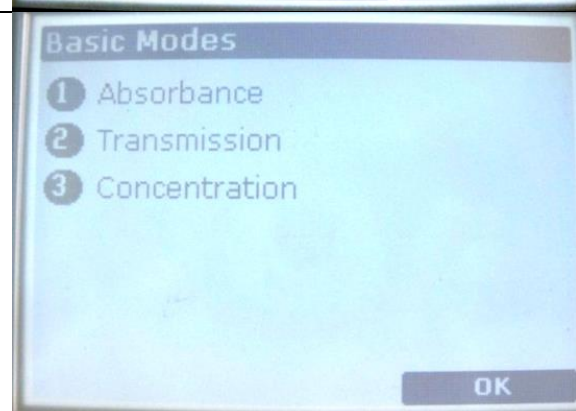 Basic Modes
1 Absorbance
2 Transmission
3 Concentration
OK